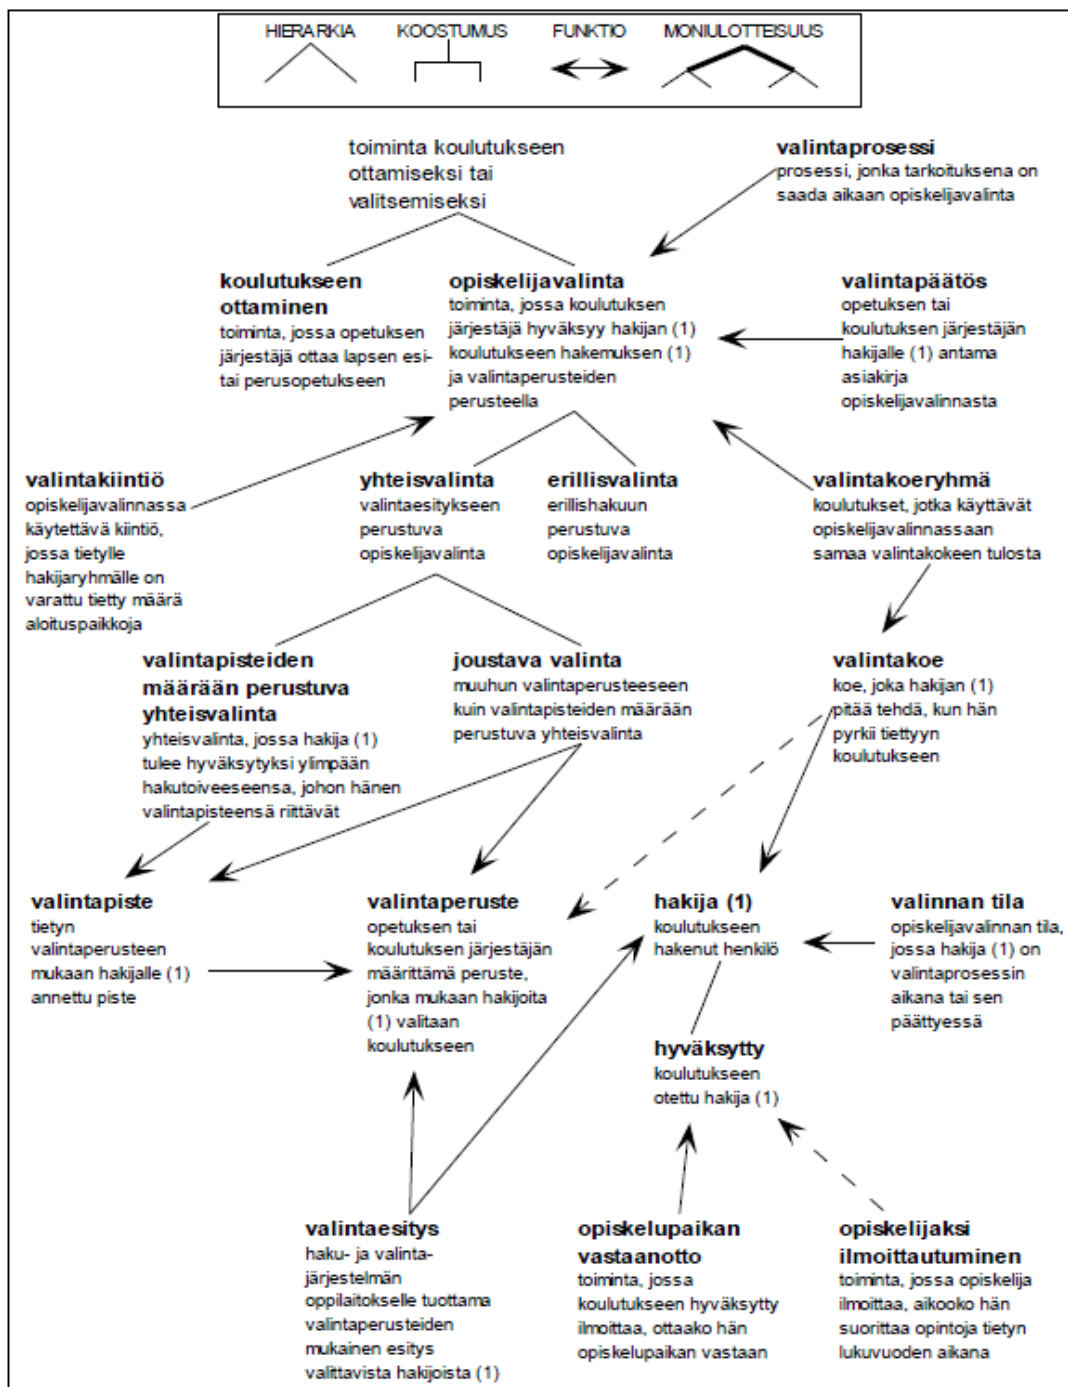 HIERARKIA KOOSTUMUS FUNKTIO MONIULOTTEISUUS
toiminta koulutukseen
ottamiseksi tai
valitsemiseksi
valintaprosessi
prosessi, jonka tarkoituksena on
saada aikaan opiskelijavalinta
koulutukseen
ottaminen
toiminta, jossa opetuksen
järjestäjä ottaa lapsen esi-
tai perusopetukseen
opiskelijavalinta
toiminta, jossa koulutuksen
järjestäjä hyväksyy hakijan (1)
koulutukseen hakemuksen (1)
ja valintaperusteiden
perusteella
valintapäätös
opetuksen tai
koulutuksen järjestäjän
hakijalle (1) antama
asiakirja
opiskelijavalinnasta
valintakiintiö
opiskelijavalinnassa
käytettävä kiintiö,
jossa tietylle
hakijaryhmälle on
varattu tietty määrä
aloituspaikkoja
yhteisvalinta
valintaesitykseen
perustuva
opiskelijavalinta
erillisvalinta
erillishakuun
perustuva
opiskelijavalinta
valintakoeryhmä
koulutukset, jotka käyttävät
opiskelijavalinnassaan
samaa valintakokeen tulosta
valintapisteiden
määrään perustuva
yhteisvalinta
yhteisvalinta, jossa hakija (1)
tulee hyväksytyksi ylimpään
hakutoiveeseensa, johon hänen
valintapisteensä riittävät
joustava valinta
muuhun valintaperusteeseen
kuin valintapisteiden määrään
perustuva yhteisvalinta
valintakoe
koe, joka hakijan (1)
pitää tehdä, kun hän
pyrkii tiettyyn
koulutukseen
valintapiste
tietyn
valintaperusteen
mukaan hakijalle (1)
annettu piste
valintaperuste
opetuksen tai
koulutuksen järjestäjän
määrittämä peruste,
jonka mukaan hakijoita
(1) valitaan
koulutukseen
hakija (1)
koulutukseen
hakenut henkilö
valinnan tila
opiskelijavalinnan tila,
jossa hakija (1) on
valintaprosessin
aikana tai sen
päättyessä
hyväksytty
koulutukseen
otettu hakija (1)
valintaesitys
haku- ja valinta-
järjestelmän
oppilaitokselle tuottama
valintaperusteiden
mukainen esitys
valittavista hakijoista (1)
opiskelupaikan
vastaanotto
toiminta, jossa
koulutukseen hyväksytty
ilmoittaa, ottaako hän
opiskelupaikan vastaan
opiskelijaksi
ilmoittautuminen
toiminta, jossa opiskelija
ilmoittaa, aikooko hän
suorittaa opintoja tietyn
lukuvuoden aikana